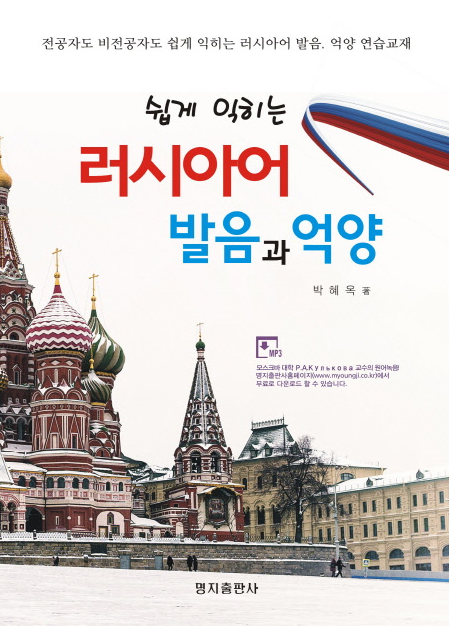 전공자도 비전공자도 쉽게 익히는 러시아어 발음. 억양 연습교재
쉽게 익히는
러시아어
발음과 억양
박 혜 옥 著
MP3
모스크바 대학 Р.А.Кулькова 교수의 원어녹음!
명지출판사홈페이지(www.myoungji.co.kr)에서
무료로 다운로드 할 수 있습니다.
명지출판사